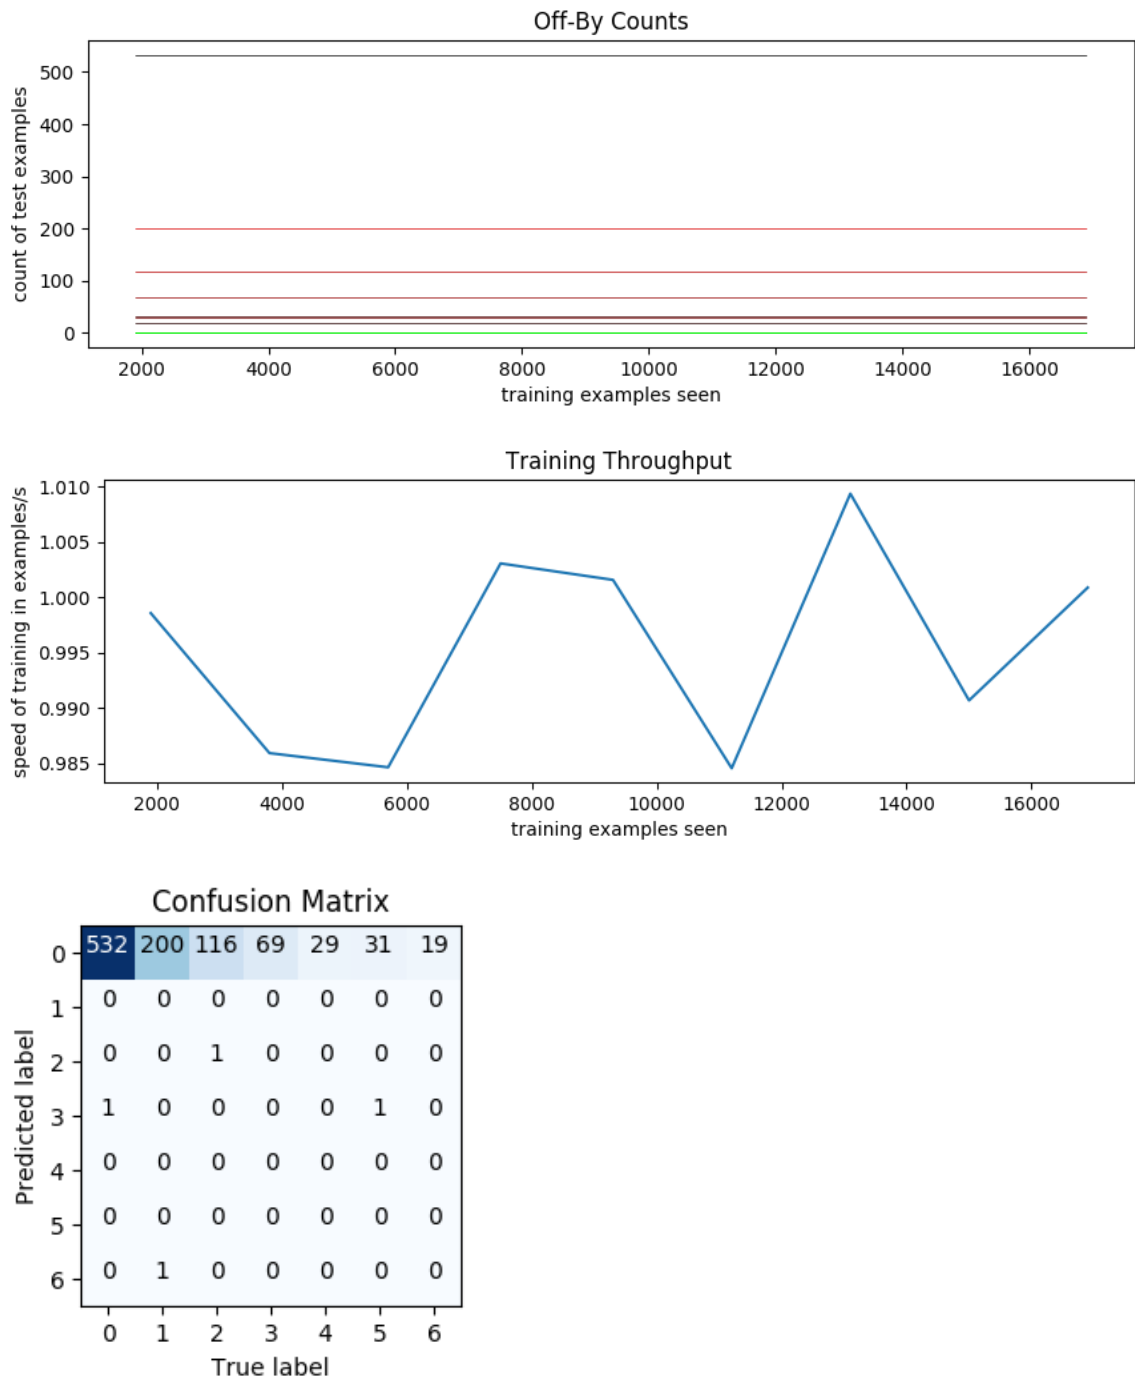 Off-By Counts
count of test examples
500
400
300
200
100
0
2000 4000 6000 8000 10000 12000 14000 16000
training examples seen
Training Throughput
speed of training in examples/s
1.010
1.005
1.000
0.995
0.990
0.985
2000 4000 6000 8000 10000 12000 14000 16000
training examples seen
Confusion Matrix
Predicted label
0 532 200 116 69 29 31 19
1 0 0 0 0 0 0 0
2 0 0 1 0 0 0 0
3 1 0 0 0 0 1 0
4 0 0 0 0 0 0 0
5 0 0 0 0 0 0 0
6 0 1 0 0 0 0 0
0 1 2 3 4 5 6
True label